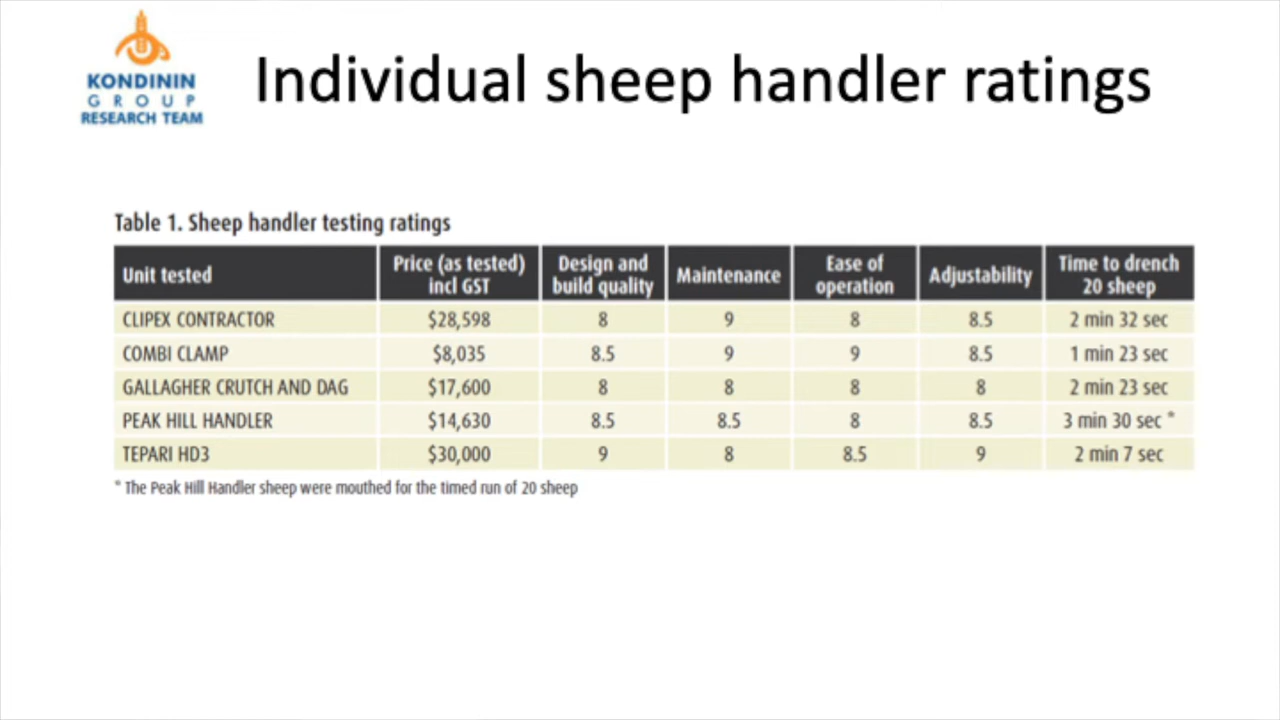 KONDININ
GROUP
RESEARCH TEAM
Individual sheep handler ratings
Table 1. Sheep handler testing ratings
Unit tested Price (as tested) incl GST Design and build quality Maintenance Ease of operation Adjustability Time to drench 20 sheep
CLIPEX CONTRACTOR $28,598 8 9 8 8.5 2 min 32 sec
COMBI CLAMP $8,035 8.5 9 9 8.5 1 min 23 sec
GALLAGHER CRUTCH AND DAG $17,600 8 8 8 8 2 min 23 sec
PEAK HILL HANDLER $14,630 8.5 8.5 8 8.5 3 min 30 sec *
TEPARI HD3 $30,000 9 8 8.5 9 2 min 7 sec
* The Peak Hill Handler sheep were mouthed for the timed run of 20 sheep